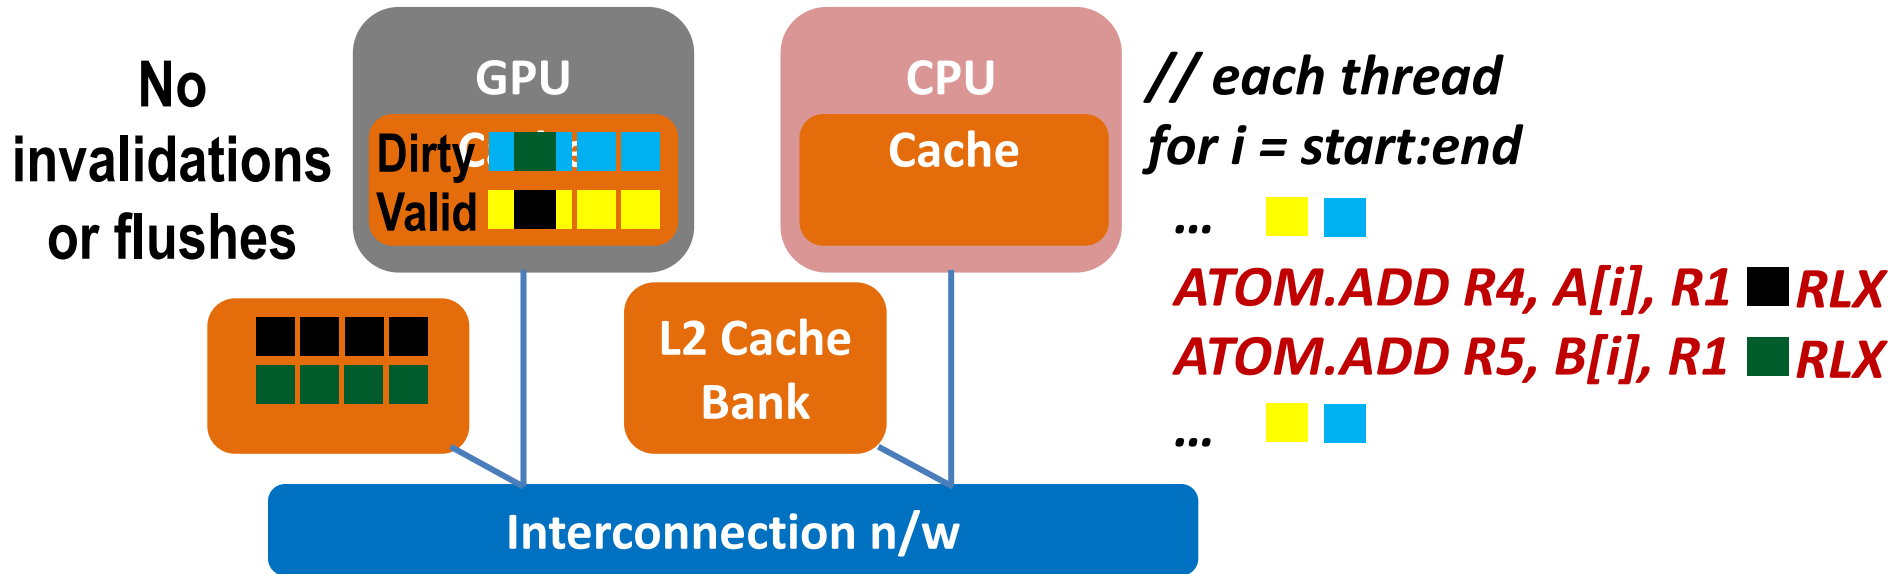 No
invalidations
or flushes
GPU
Dirty
Valid
CPU
Cache
L2 Cache
Bank
Interconnection n/w
// each thread
for i = start:end
...
ATOM.ADD R4, A[i], R1 RLX
ATOM.ADD R5, B[i], R1 RLX
...